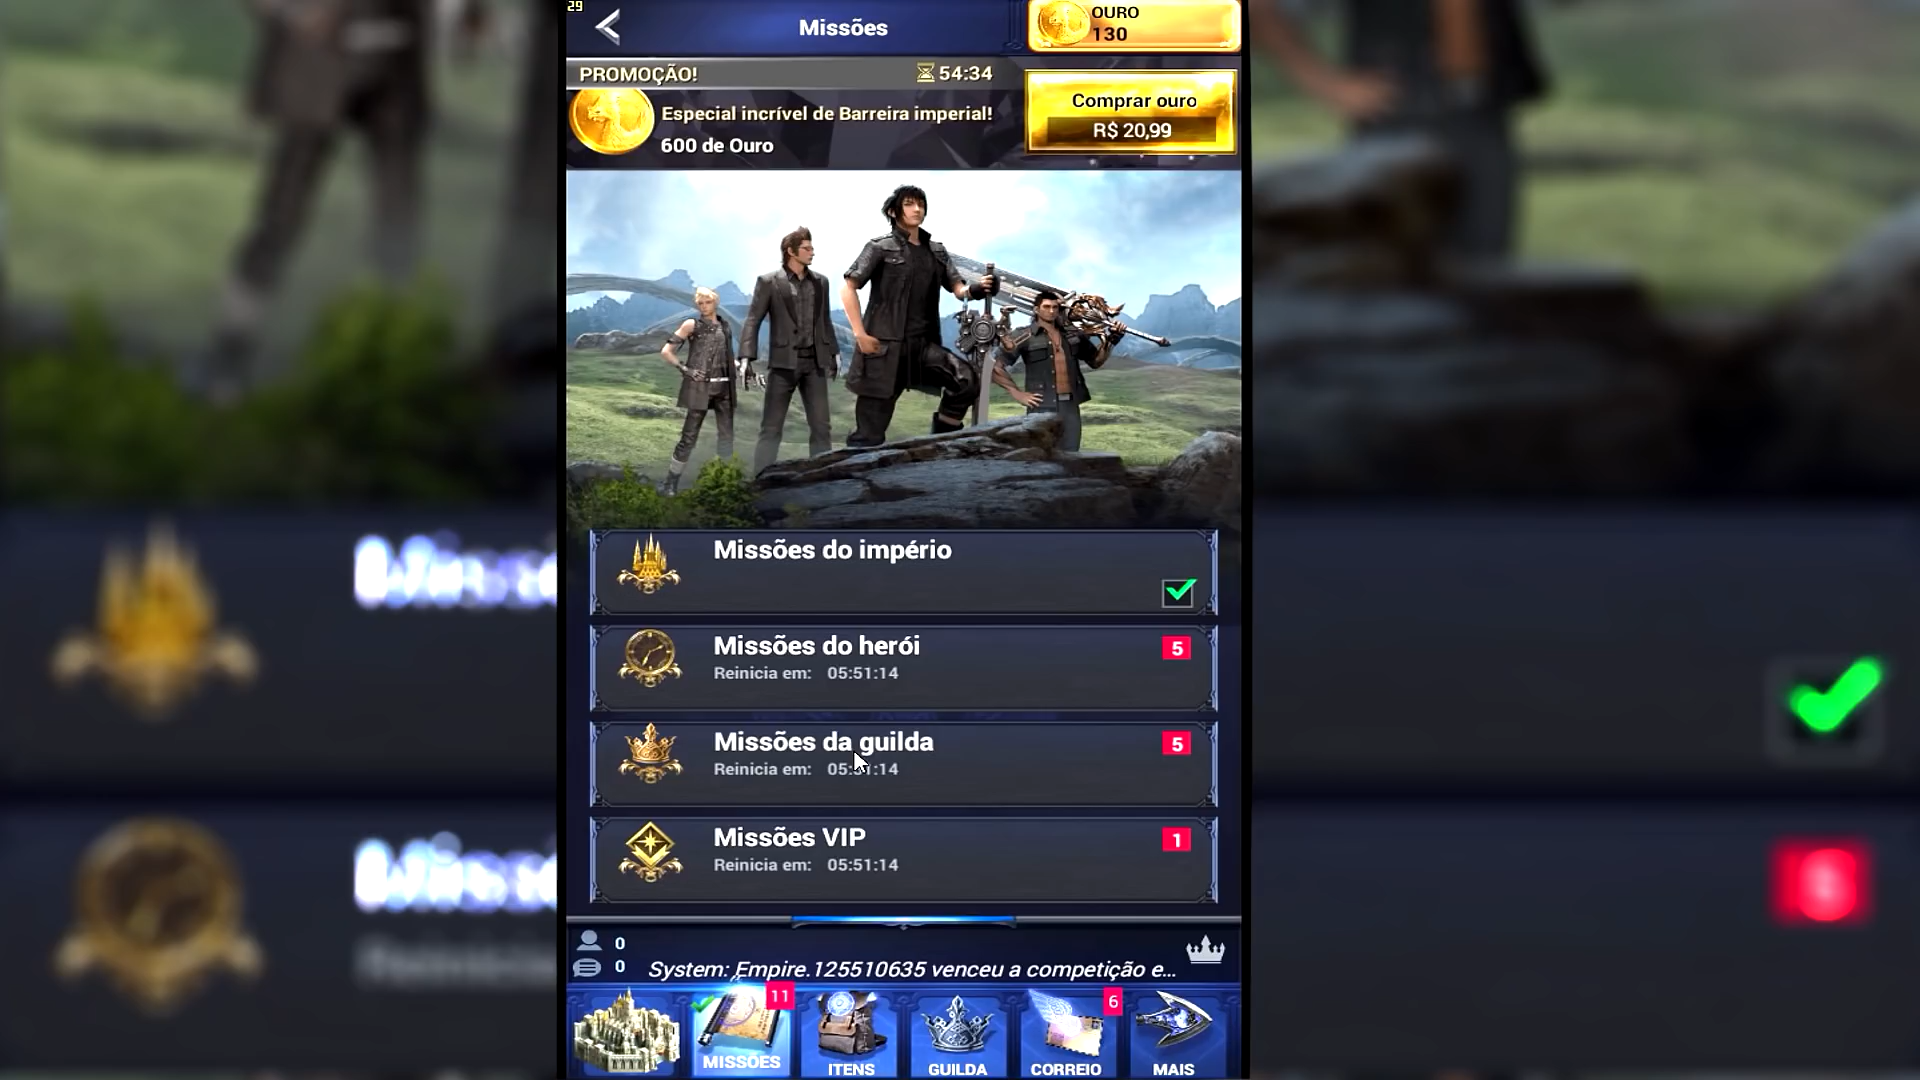 29
Missões
OURO
130
PROMOÇÃO!
54:34
Especial incrível de Barreira imperial!
600 de Ouro
Comprar ouro
R$ 20,99
Missões do império
Missões do herói
5
Reinicia em: 05:51:14
Missões da guilda
5
Reinicia em: 05:51:14
Missões VIP
1
Reinicia em: 05:51:14
0
0
System: Empire.125510635 venceu a competição e...
11
6
MISSÕES
ITENS
GUILDA
CORREIO
MAIS